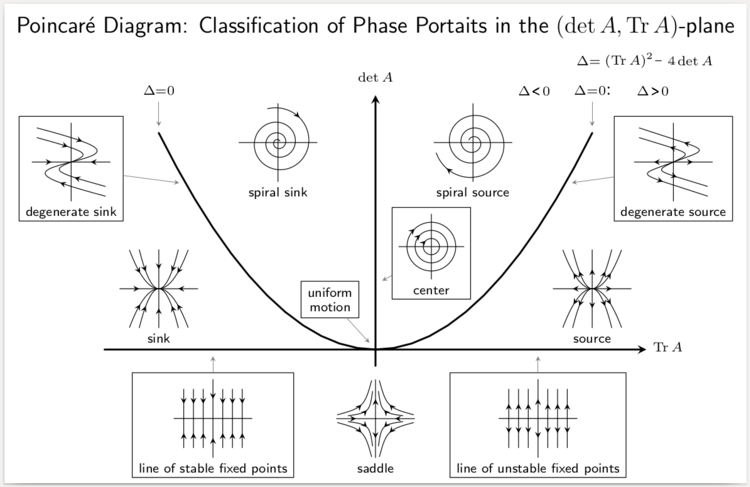 Poincaré Diagram: Classification of Phase Portaits in the (det A, Tr A)-plane
Δ= (Tr A)² − 4 det A
det A
Δ=0
Δ<0 Δ=0: Δ>0
degenerate sink
spiral sink
spiral source
degenerate source
center
uniform
motion
sink
source
Tr A
line of stable fixed points
saddle
line of unstable fixed points